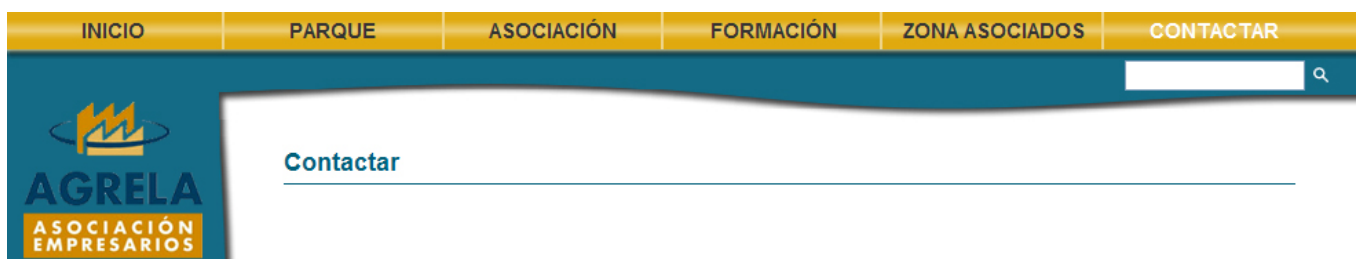 INICIO PARQUE ASOCIACIÓN FORMACIÓN ZONA ASOCIADOS CONTACTAR
Contactar
AGRELA
ASOCIACIÓN
EMPRESARIOS